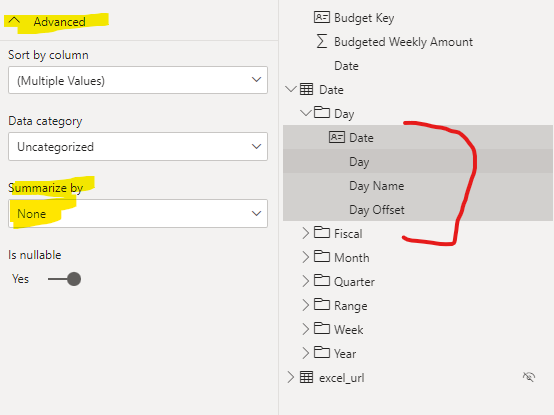 Advanced
Sort by column
(Multiple Values)
Data category
Uncategorized
Summarize by
None
Is nullable
Yes
Budget Key
Budgeted Weekly Amount
Date
Date
Day
Date
Day
Day Name
Day Offset
Fiscal
Month
Quarter
Range
Week
Year
excel_url